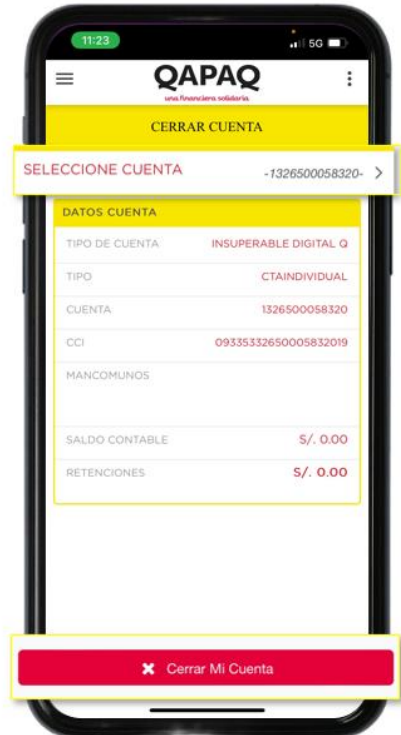 11:23
5G
QAPAQ
una financiera solidaria.
CERRAR CUENTA
SELECCIONE CUENTA -1326500058320-
DATOS CUENTA
TIPO DE CUENTA INSUPERABLE DIGITAL Q
TIPO CTAINDIVIDUAL
CUENTA 1326500058320
CCI 09335332650005832019
MANCOMUNOS
SALDO CONTABLE S/. 0.00
RETENCIONES S/. 0.00
Cerrar Mi Cuenta